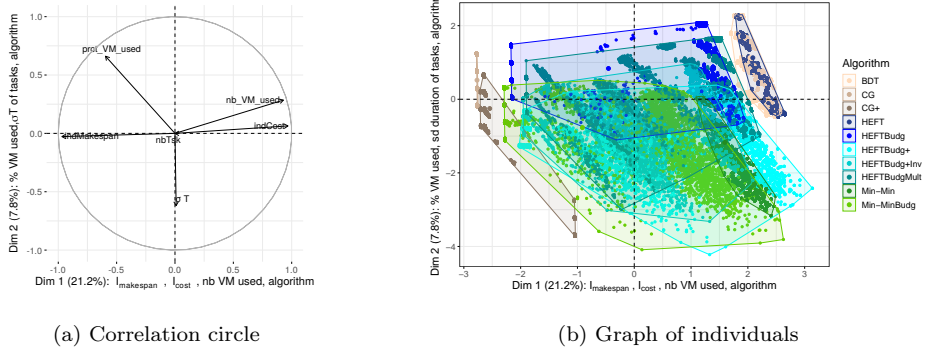 1.0
0.5
0.0
-0.5
-1.0
-1.0
-0.5
0.0
0.5
1.0
prct_VM_used
nb_VM_used
indCost
indMakespan
nbTsk
T
Dim 2 (7.8%): % VM used,σT of tasks, algorithm
Dim 1 (21.2%): Imakespan , Icost , nb VM used, algorithm
(a) Correlation circle
2
0
−2
−4
−3
−2
−1
0
1
2
3
Dim 2 (7.8%): % VM used, sd duration of tasks, algorithm
Dim 1 (21.2%): Imakespan , Icost , nb VM used, algorithm
Algorithm
BDT
CG
CG+
HEFT
HEFTBudg
HEFTBudg+
HEFTBudg+Inv
HEFTBudgMult
Min−Min
Min−MinBudg
(b) Graph of individuals